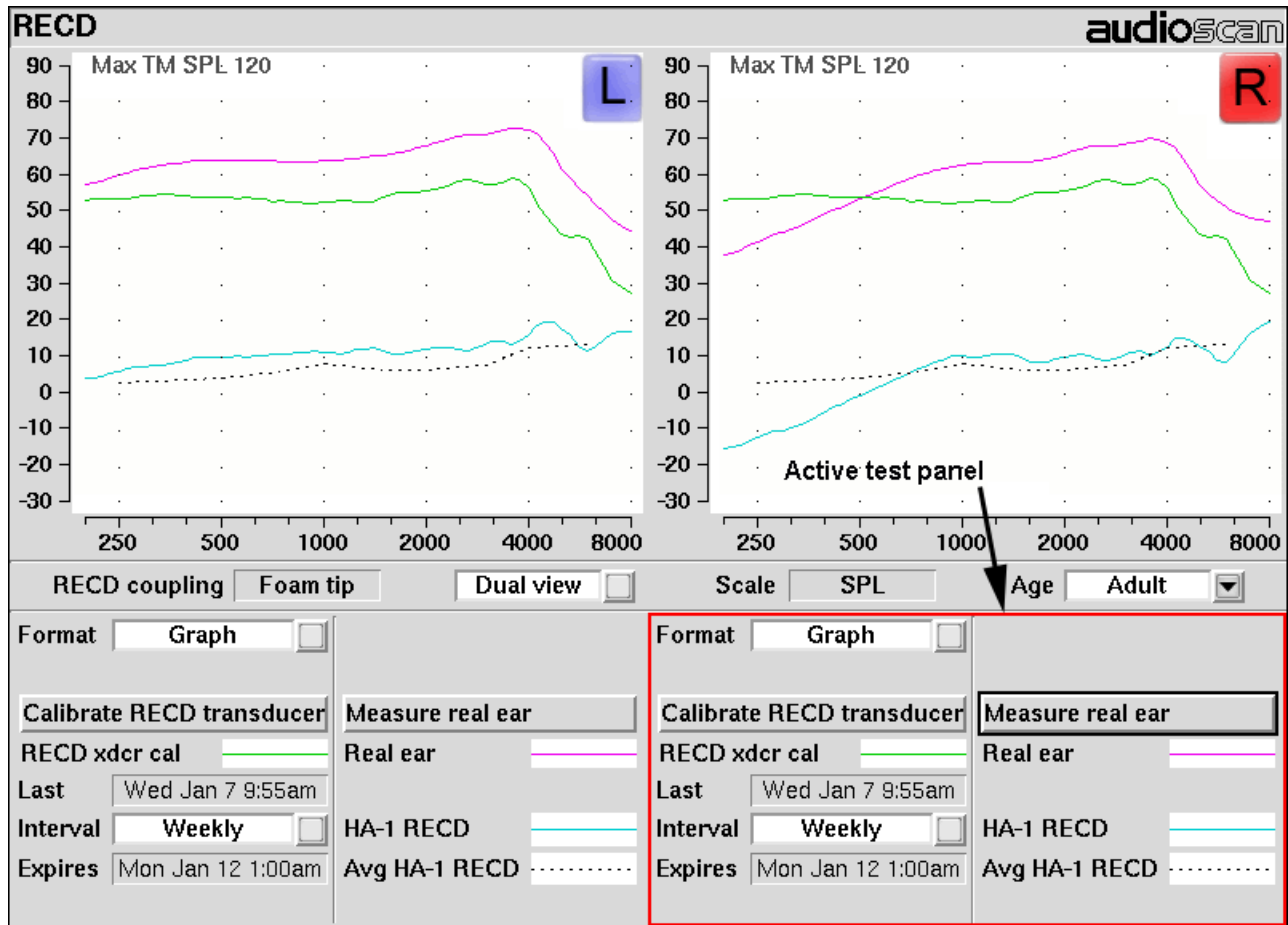 RECD audioscan
Max TM SPL 120 L
90
80
70
60
50
40
30
20
10
0
-10
-20
-30
250 500 1000 2000 4000 8000
Max TM SPL 120 R
90
80
70
60
50
40
30
20
10
0
-10
-20
-30
Active test panel
250 500 1000 2000 4000 8000
RECD coupling Foam tip Dual view Scale SPL Age Adult
Format Graph
Calibrate RECD transducer Measure real ear
RECD xdcr cal Real ear
Last Wed Jan 7 9:55am
Interval Weekly HA-1 RECD
Expires Mon Jan 12 1:00am Avg HA-1 RECD
Format Graph
Calibrate RECD transducer Measure real ear
RECD xdcr cal Real ear
Last Wed Jan 7 9:55am
Interval Weekly HA-1 RECD
Expires Mon Jan 12 1:00am Avg HA-1 RECD